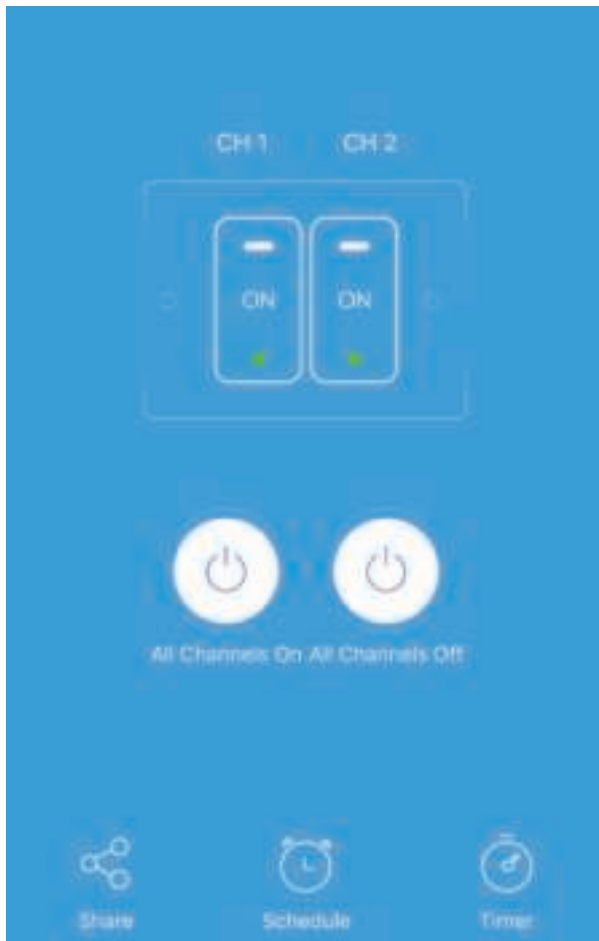 CH 1 CH 2
ON ON
All Channels On All Channels Off
Share Schedule Timer